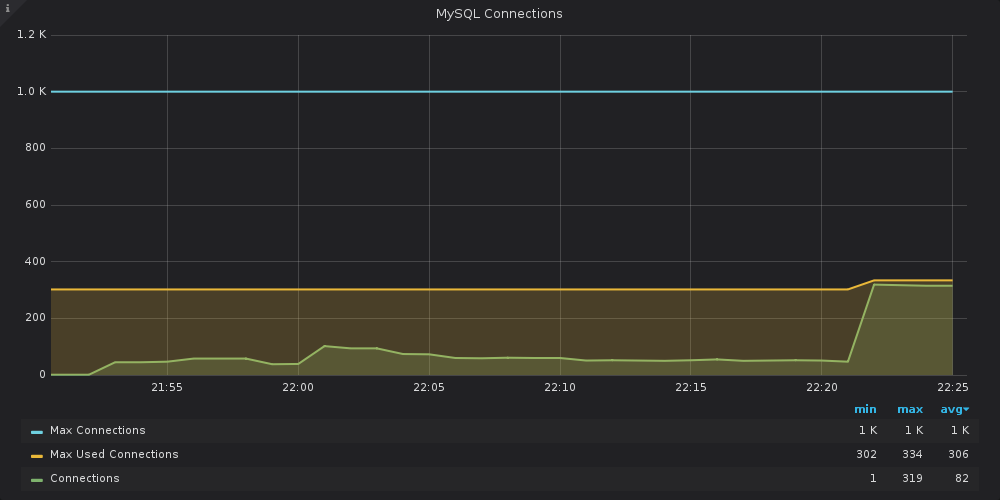 i
MySQL Connections
1.2 K
1.0 K
800
600
400
200
0
21:55 22:00 22:05 22:10 22:15 22:20 22:25
min max avg
Max Connections 1 K 1 K 1 K
Max Used Connections 302 334 306
Connections 1 319 82